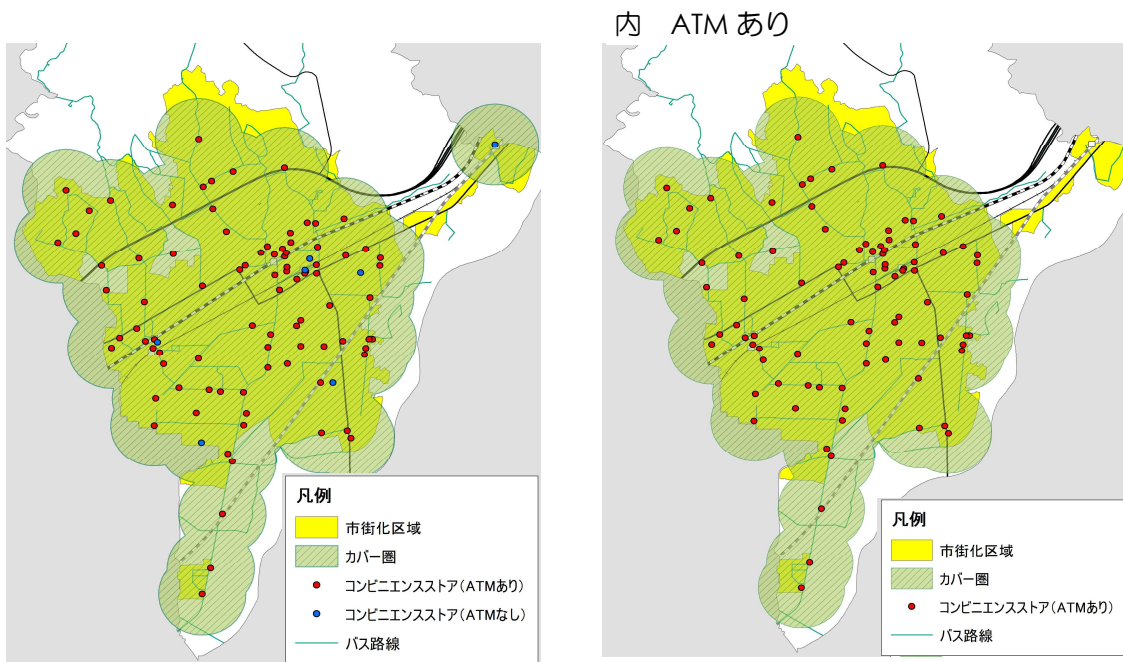 内　ATMあり
凡例
市街化区域
カバー圏
コンビニエンスストア(ATMあり)
コンビニエンスストア(ATMなし)
バス路線
凡例
市街化区域
カバー圏
コンビニエンスストア(ATMあり)
バス路線